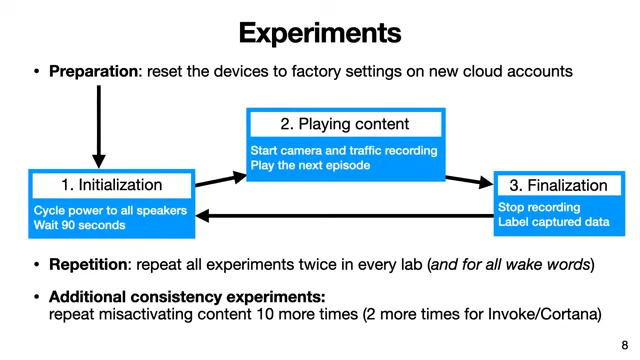 Experiments
• Preparation: reset the devices to factory settings on new cloud accounts
2. Playing content
Start camera and traffic recording
Play the next episode
1. Initialization
Cycle power to all speakers
Wait 90 seconds
3. Finalization
Stop recording
Label captured data
• Repetition: repeat all experiments twice in every lab (and for all wake words)
• Additional consistency experiments:
repeat misactivating content 10 more times (2 more times for Invoke/Cortana)
8